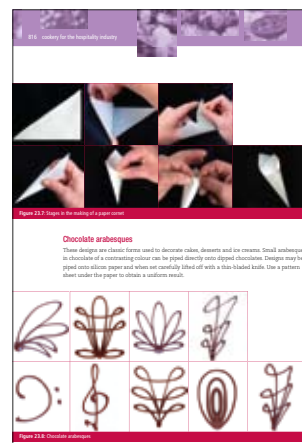 816 cookery for the hospitality industry
Figure 23.7: Stages in the making of a paper cornet
Chocolate arabesques
These designs are classic forms used to decorate cakes, desserts and ice creams. Small arabesques
in chocolate of a contrasting colour can be piped directly onto dipped chocolates. Designs may be
piped onto silicon paper and when set carefully lifted off with a thin-bladed knife. Use a pattern
sheet under the paper to obtain a uniform result.
Figure 23.8: Chocolate arabesques